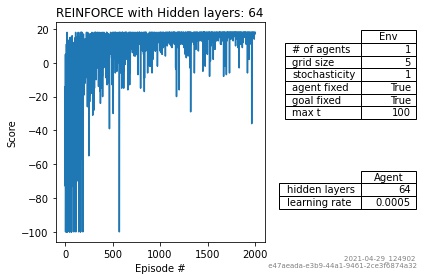 REINFORCE with Hidden layers: 64
20
0
−20
−40
−60
−80
−100
Score
0
500
1000
1500
2000
Episode #
Env
# of agents 1
grid size 5
stochasticity 1
agent fixed True
goal fixed True
max t 100
Agent
hidden layers 64
learning rate 0.0005
2021-04-29_124902
e47aeada-e3b9-44a1-9461-2ce3f6874a32